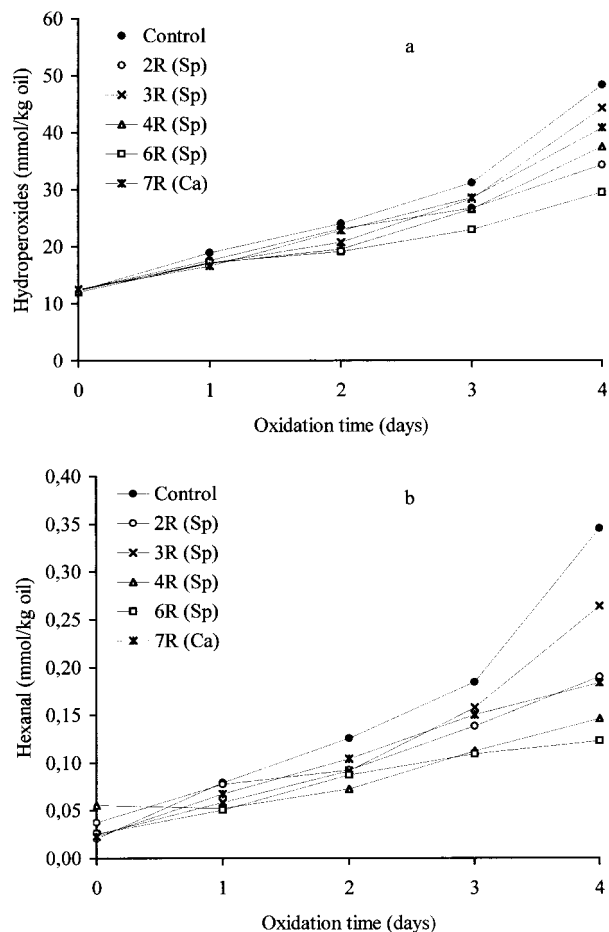 60
50
40
30
20
10
0
Hydroperoxides (mmol/kg oil)
Control
2R (Sp)
3R (Sp)
4R (Sp)
6R (Sp)
7R (Ca)
a
0 1 2 3 4
Oxidation time (days)
0,40
0,35
0,30
0,25
0,20
0,15
0,10
0,05
0,00
Hexanal (mmol/kg oil)
Control
2R (Sp)
3R (Sp)
4R (Sp)
6R (Sp)
7R (Ca)
b
0 1 2 3 4
Oxidation time (days)